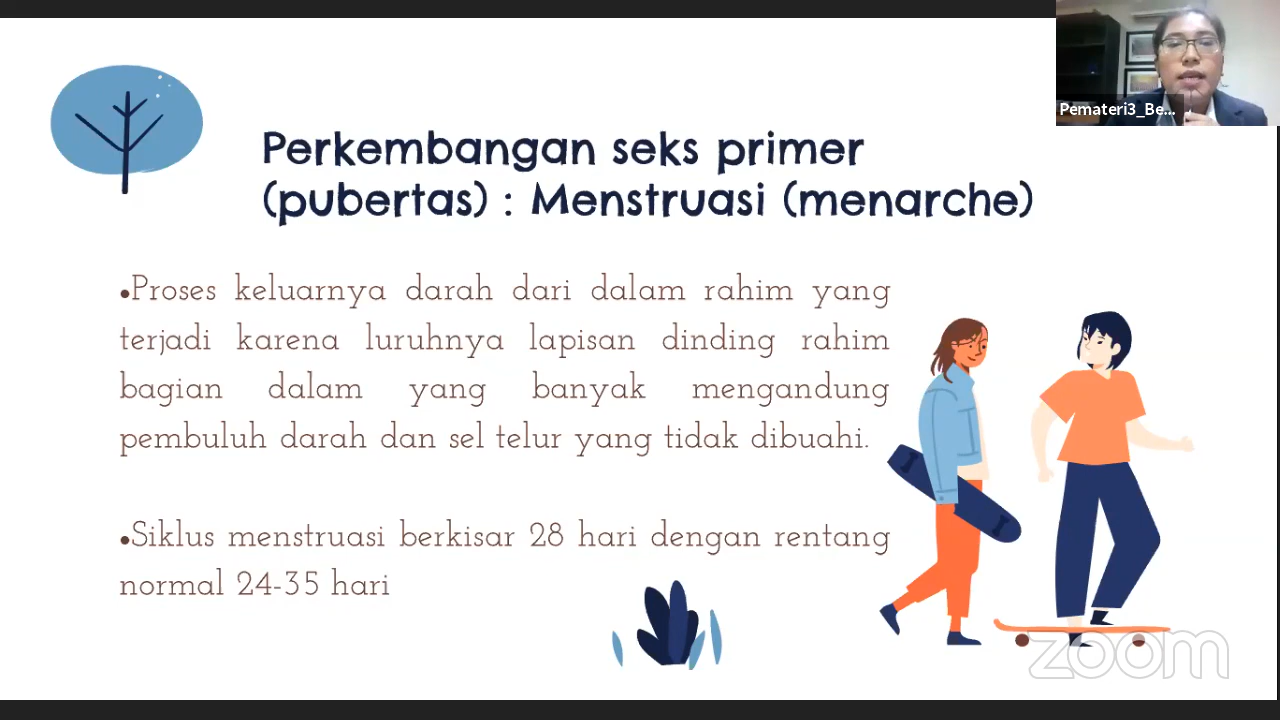 Pemateri3_Be...
Perkembangan seks primer
(pubertas) : Menstruasi (menarche)
•Proses keluarnya darah dari dalam rahim yang
terjadi karena luruhnya lapisan dinding rahim
bagian dalam yang banyak mengandung
pembuluh darah dan sel telur yang tidak dibuahi.
•Siklus menstruasi berkisar 28 hari dengan rentang
normal 24-35 hari
zoom